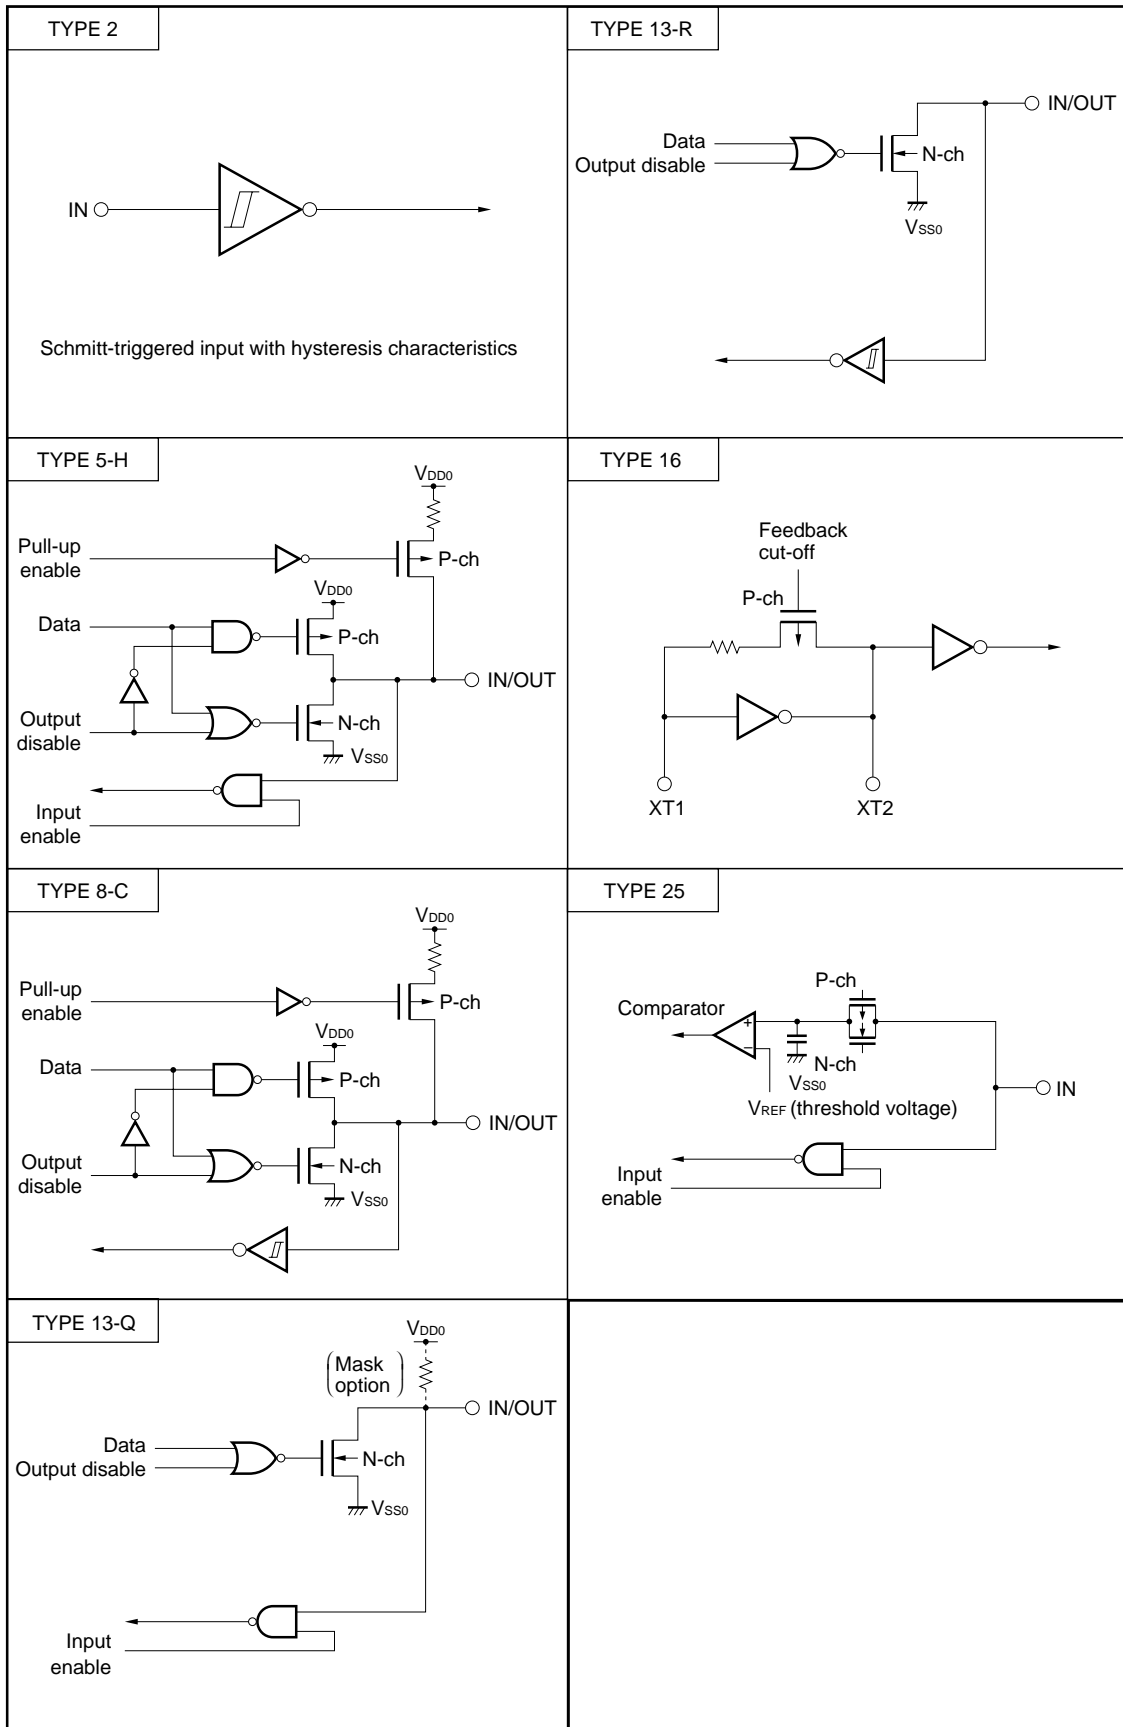 TYPE 2
IN
Schmitt-triggered input with hysteresis characteristics
TYPE 13-R
IN/OUT
Data
Output disable
N-ch
VSS0
TYPE 5-H
VDD0
Pull-up
enable
P-ch
VDD0
Data
P-ch
IN/OUT
Output
disable
N-ch
VSS0
Input
enable
TYPE 16
Feedback
cut-off
P-ch
XT1
XT2
TYPE 8-C
VDD0
Pull-up
enable
P-ch
VDD0
Data
P-ch
IN/OUT
Output
disable
N-ch
VSS0
TYPE 25
P-ch
Comparator
+
−
N-ch
VSS0
IN
VREF (threshold voltage)
Input
enable
TYPE 13-Q
VDD0
(Mask
option)
IN/OUT
Data
Output disable
N-ch
VSS0
Input
enable